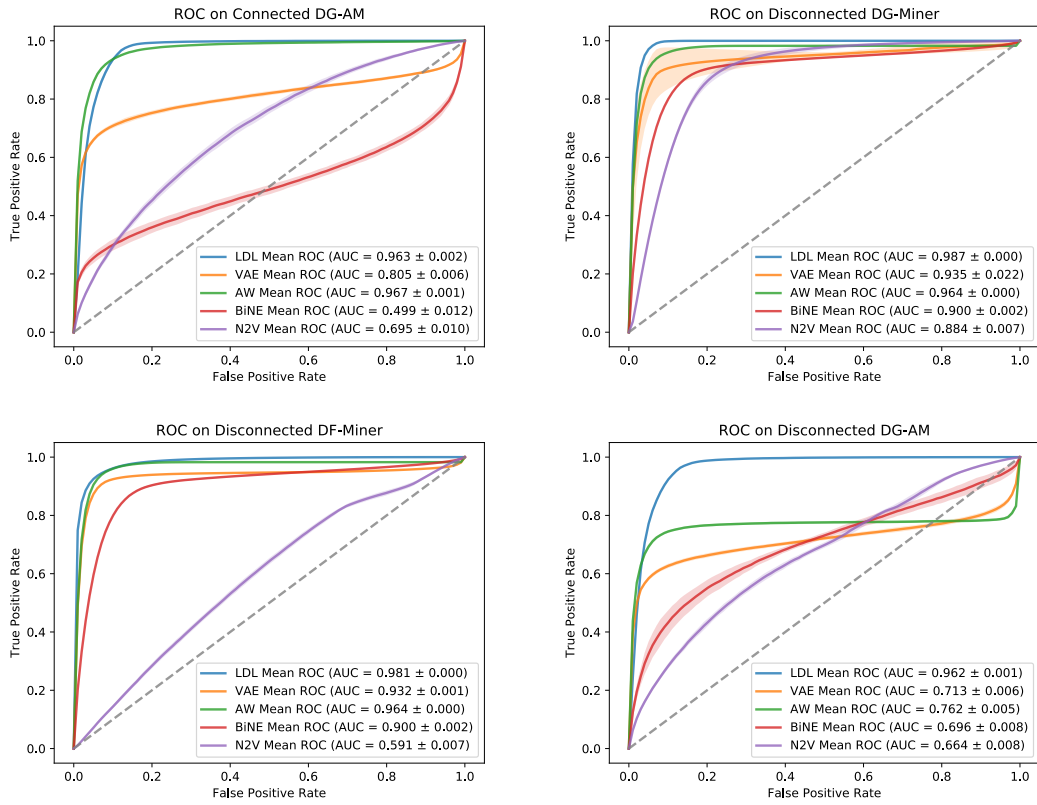 ROC on Connected DG-AM
True Positive Rate
1.0
0.8
0.6
0.4
0.2
0.0
LDL Mean ROC (AUC = 0.963 ± 0.002)
VAE Mean ROC (AUC = 0.805 ± 0.006)
AW Mean ROC (AUC = 0.967 ± 0.001)
BiNE Mean ROC (AUC = 0.499 ± 0.012)
N2V Mean ROC (AUC = 0.695 ± 0.010)
0.0 0.2 0.4 0.6 0.8 1.0
False Positive Rate
ROC on Disconnected DG-Miner
True Positive Rate
1.0
0.8
0.6
0.4
0.2
0.0
LDL Mean ROC (AUC = 0.987 ± 0.000)
VAE Mean ROC (AUC = 0.935 ± 0.022)
AW Mean ROC (AUC = 0.964 ± 0.000)
BiNE Mean ROC (AUC = 0.900 ± 0.002)
N2V Mean ROC (AUC = 0.884 ± 0.007)
0.0 0.2 0.4 0.6 0.8 1.0
False Positive Rate
ROC on Disconnected DF-Miner
True Positive Rate
1.0
0.8
0.6
0.4
0.2
0.0
LDL Mean ROC (AUC = 0.981 ± 0.000)
VAE Mean ROC (AUC = 0.932 ± 0.001)
AW Mean ROC (AUC = 0.964 ± 0.000)
BiNE Mean ROC (AUC = 0.900 ± 0.002)
N2V Mean ROC (AUC = 0.591 ± 0.007)
0.0 0.2 0.4 0.6 0.8 1.0
False Positive Rate
ROC on Disconnected DG-AM
True Positive Rate
1.0
0.8
0.6
0.4
0.2
0.0
LDL Mean ROC (AUC = 0.962 ± 0.001)
VAE Mean ROC (AUC = 0.713 ± 0.006)
AW Mean ROC (AUC = 0.762 ± 0.005)
BiNE Mean ROC (AUC = 0.696 ± 0.008)
N2V Mean ROC (AUC = 0.664 ± 0.008)
0.0 0.2 0.4 0.6 0.8 1.0
False Positive Rate